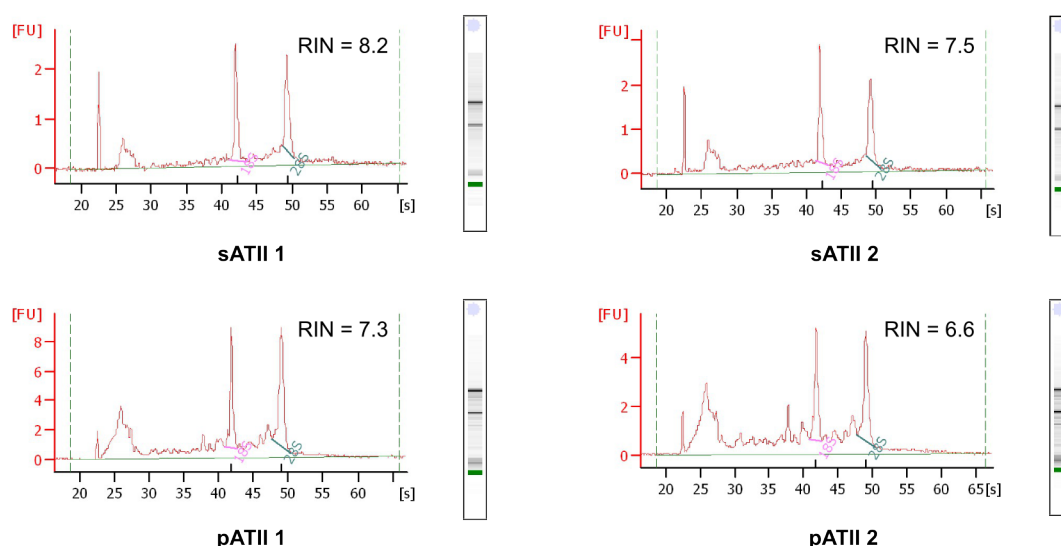 [FU]
RIN = 8.2
2
1
0
18S
28S
20 25 30 35 40 45 50 55 60 [s]
sATII 1
[FU]
RIN = 7.5
2
1
0
18S
28S
20 25 30 35 40 45 50 55 60 [s]
sATII 2
[FU]
RIN = 7.3
8
6
4
2
0
18S
28S
20 25 30 35 40 45 50 55 60 [s]
pATII 1
[FU]
RIN = 6.6
4
2
0
18S
28S
20 25 30 35 40 45 50 55 60 65 [s]
pATII 2